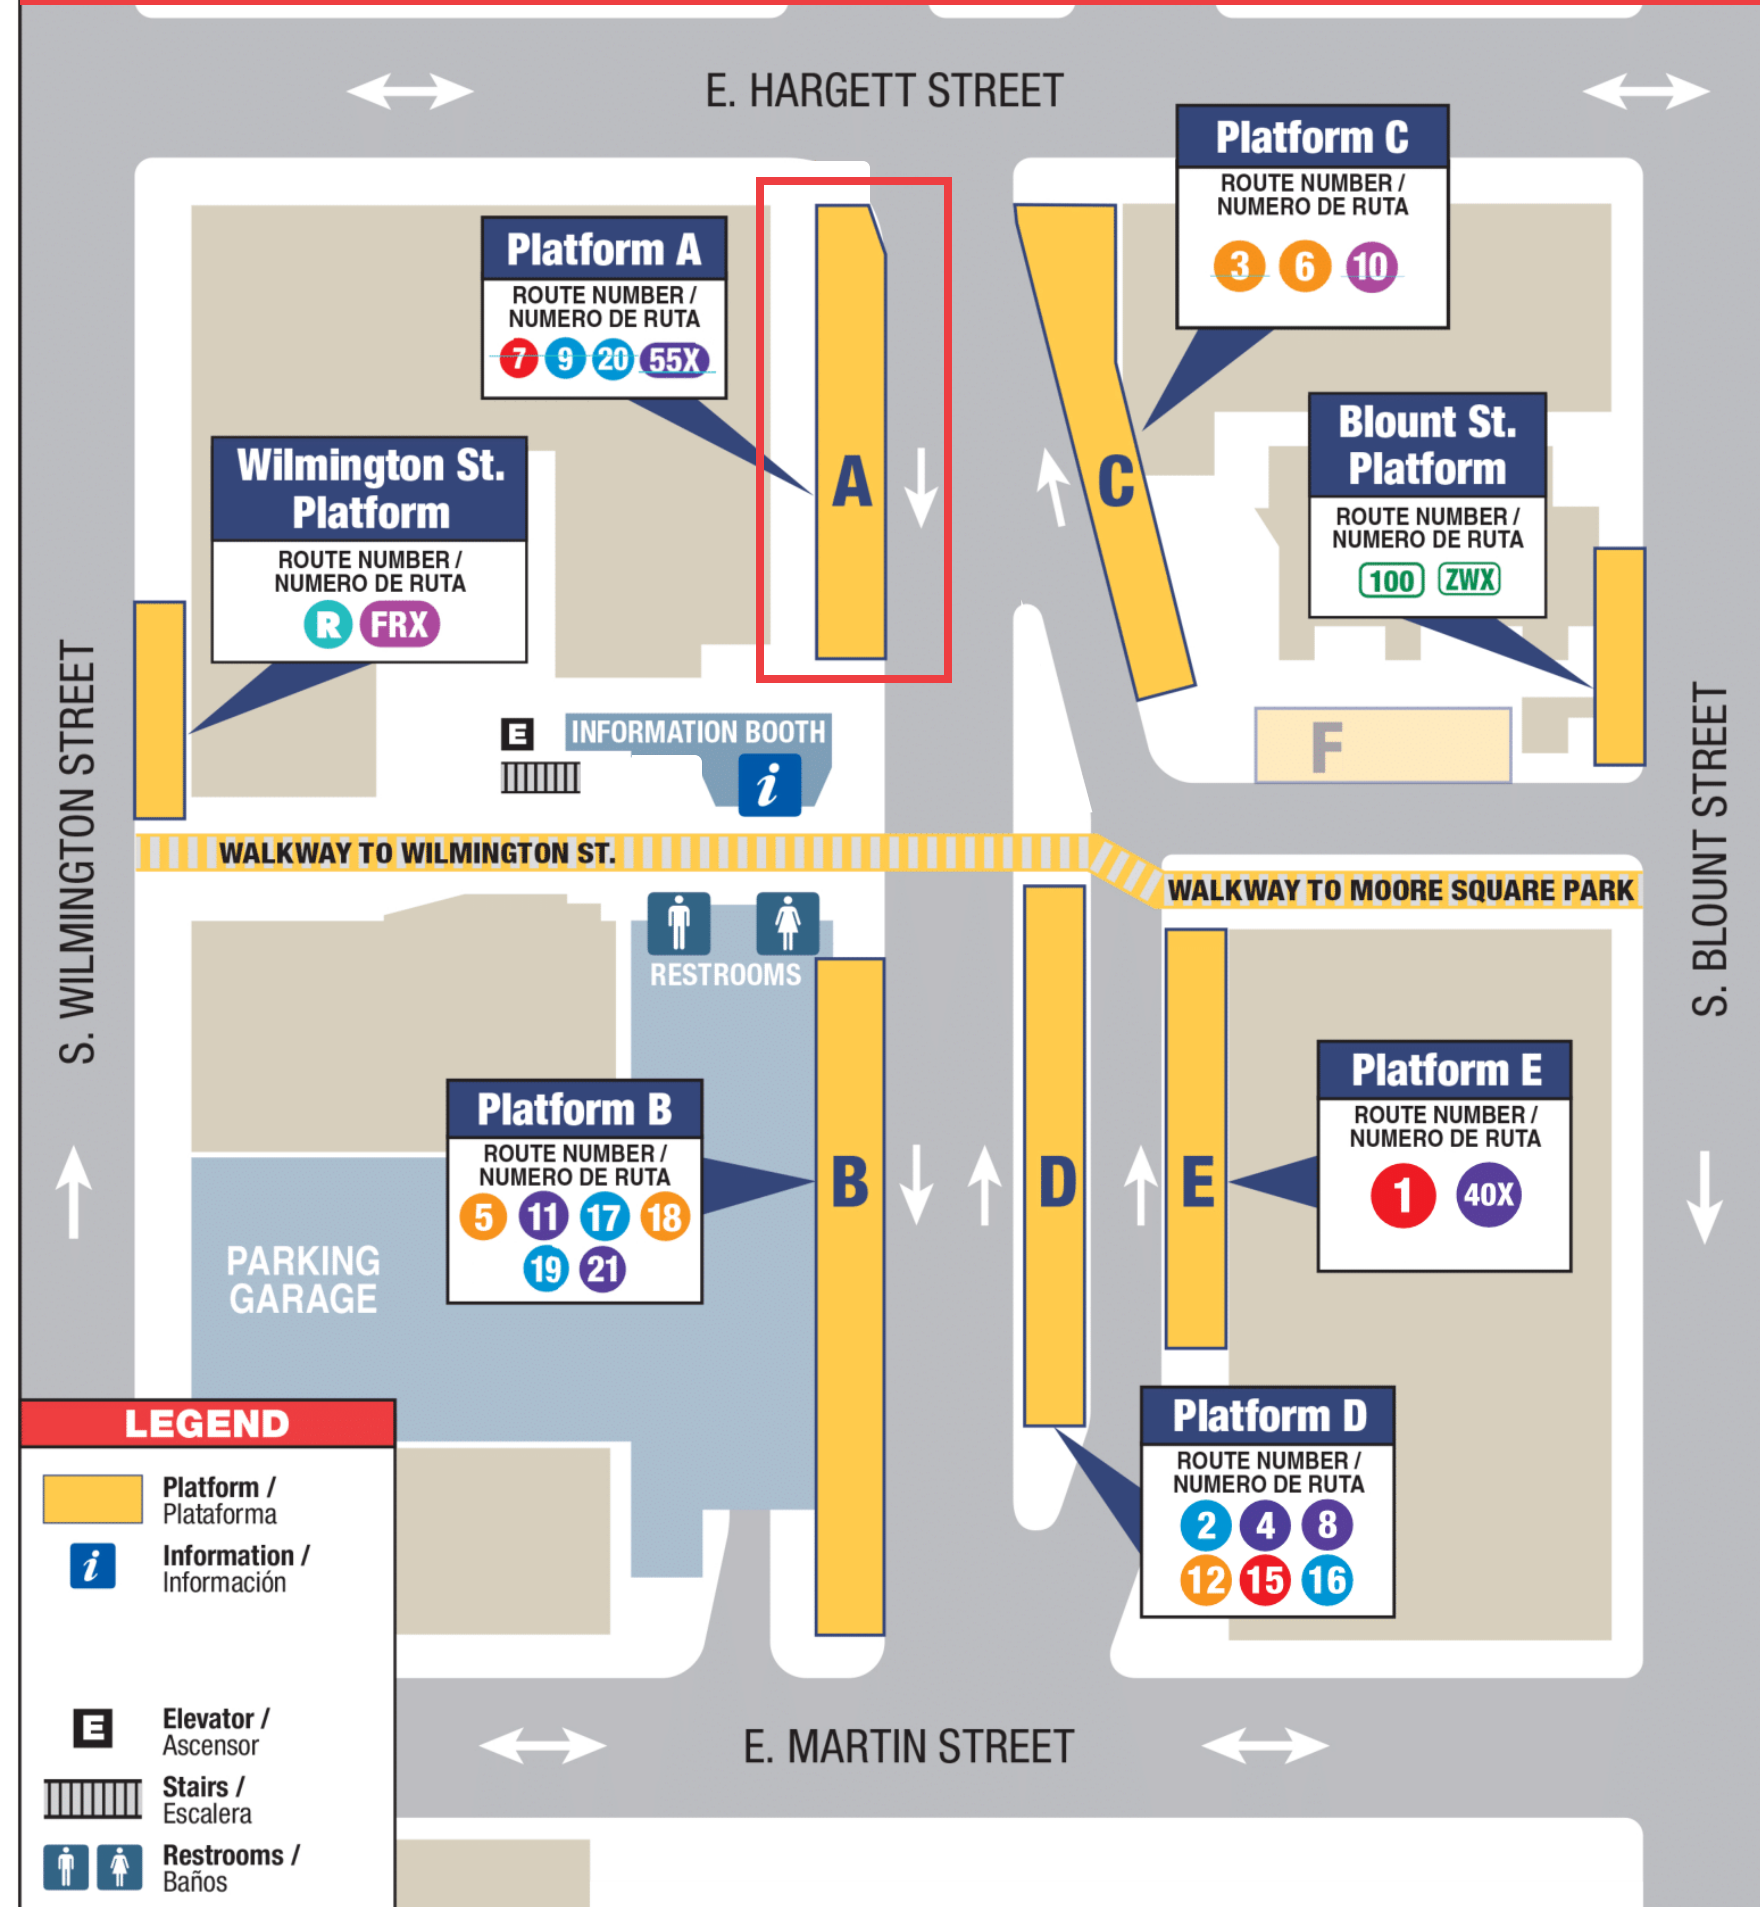 E. HARGETT STREET
Platform C
ROUTE NUMBER /
NUMERO DE RUTA
3 6 10
Platform A
ROUTE NUMBER /
NUMERO DE RUTA
7 9 20 55X
A
C
Blount St.
Platform
ROUTE NUMBER /
NUMERO DE RUTA
100 ZWX
Wilmington St.
Platform
ROUTE NUMBER /
NUMERO DE RUTA
R FRX
S. WILMINGTON STREET
S. BLOUNT STREET
F
E
INFORMATION BOOTH
i
WALKWAY TO WILMINGTON ST.
WALKWAY TO MOORE SQUARE PARK
RESTROOMS
Platform B
ROUTE NUMBER /
NUMERO DE RUTA
5 11 17 18
19 21
B
D
E
Platform E
ROUTE NUMBER /
NUMERO DE RUTA
1 40X
PARKING
GARAGE
Platform D
ROUTE NUMBER /
NUMERO DE RUTA
2 4 8
12 15 16
LEGEND
Platform /
Plataforma
i
Information /
Información
E
Elevator /
Ascensor
Stairs /
Escalera
Restrooms /
Baños
E. MARTIN STREET